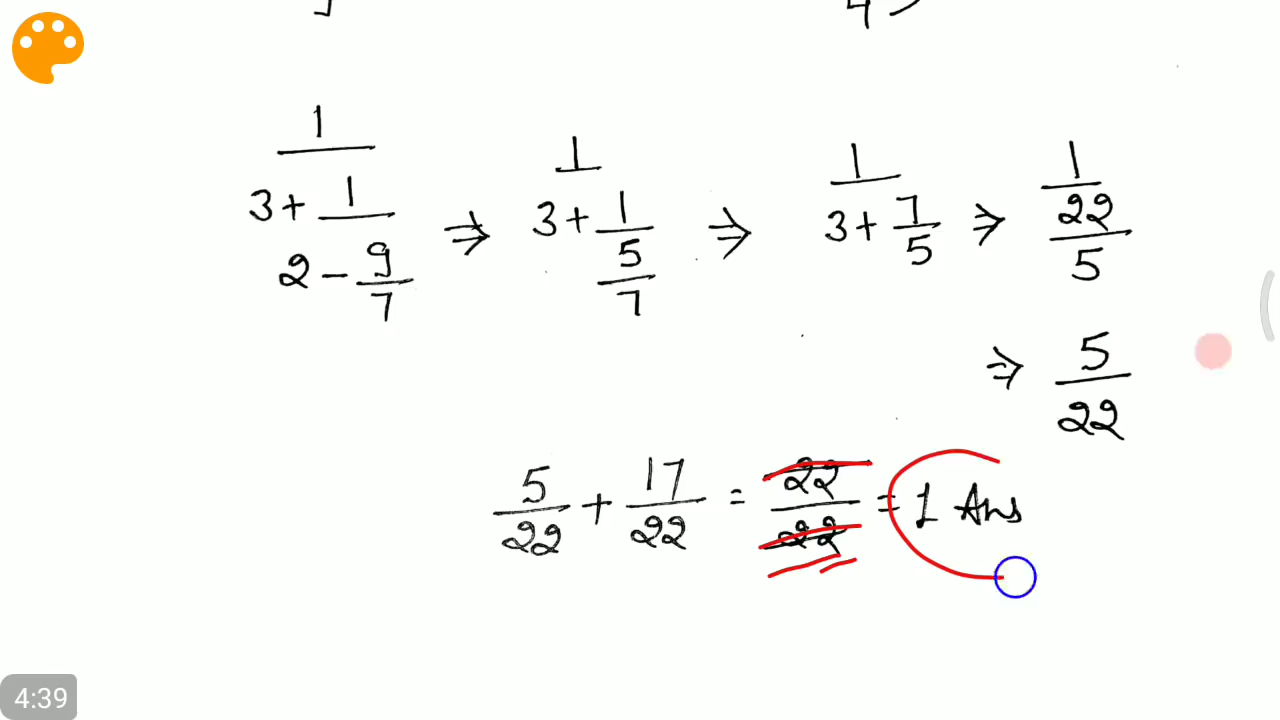 1/(3+1/(2-9/7)) ⇒ 1/(3+1/(5/7)) ⇒ 1/(3+7/5) ⇒ 1/(22/5)
⇒ 5/22
5/22 + 17/22 = 22/22 = 1 Ans
4:39